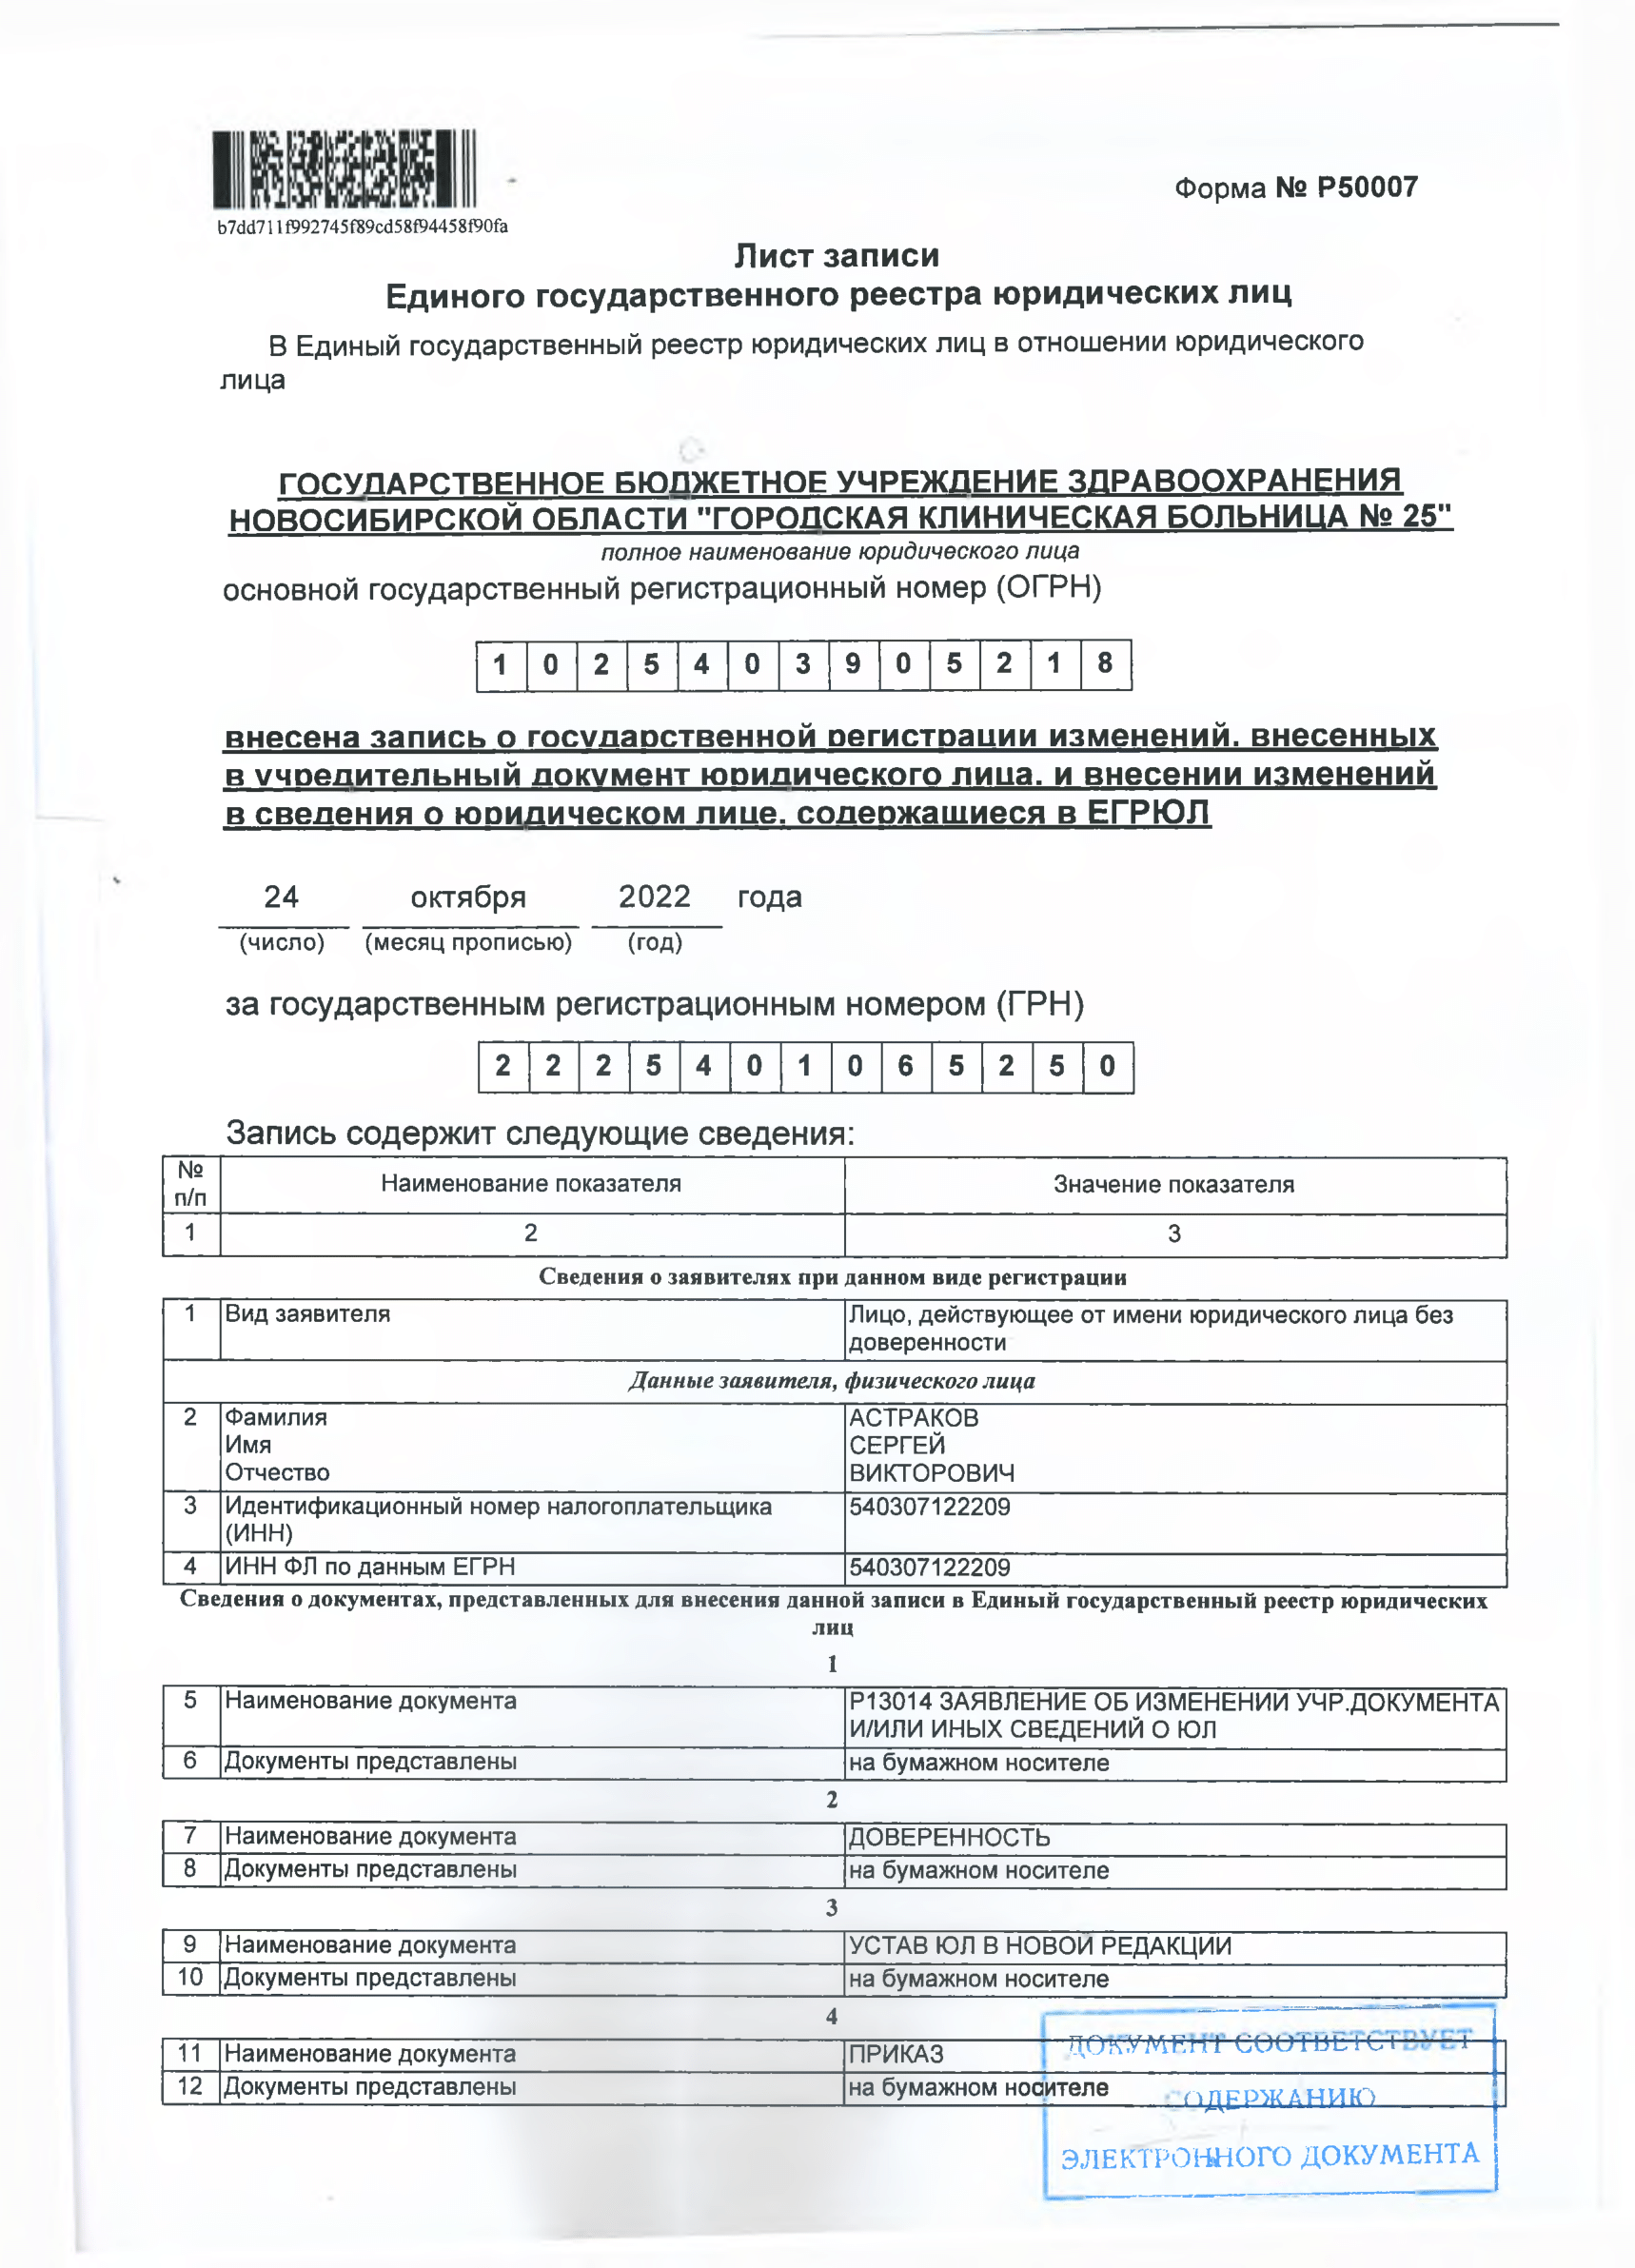 b7dd711f992745f89cd58f94458f90fa
Форма № Р50007
Лист записи
Единого государственного реестра юридических лиц
В Единый государственный реестр юридических лиц в отношении юридического
лица
ГОСУДАРСТВЕННОЕ БЮДЖЕТНОЕ УЧРЕЖДЕНИЕ ЗДРАВООХРАНЕНИЯ
НОВОСИБИРСКОЙ ОБЛАСТИ "ГОРОДСКАЯ КЛИНИЧЕСКАЯ БОЛЬНИЦА № 25"
полное наименование юридического лица
основной государственный регистрационный номер (ОГРН)
1 0 2 5 4 0 3 9 0 5 2 1 8
внесена запись о государственной регистрации изменений, внесенных
в учредительный документ юридического лица, и внесении изменений
в сведения о юридическом лице, содержащиеся в ЕГРЮЛ
24 октября 2022 года
(число) (месяц прописью) (год)
за государственным регистрационным номером (ГРН)
2 2 2 5 4 0 1 0 6 5 2 5 0
Запись содержит следующие сведения:
№ п/п Наименование показателя Значение показателя
1 2 3
Сведения о заявителях при данном виде регистрации
1 Вид заявителя Лицо, действующее от имени юридического лица без
доверенности
Данные заявителя, физического лица
2 Фамилия АСТРАКОВ
Имя СЕРГЕЙ
Отчество ВИКТОРОВИЧ
3 Идентификационный номер налогоплательщика 540307122209
(ИНН)
4 ИНН ФЛ по данным ЕГРН 540307122209
Сведения о документах, представленных для внесения данной записи в Единый государственный реестр юридических
лиц
1
5 Наименование документа Р13014 ЗАЯВЛЕНИЕ ОБ ИЗМЕНЕНИИ УЧР.ДОКУМЕНТА
И/ИЛИ ИНЫХ СВЕДЕНИЙ О ЮЛ
6 Документы представлены на бумажном носителе
2
7 Наименование документа ДОВЕРЕННОСТЬ
8 Документы представлены на бумажном носителе
3
9 Наименование документа УСТАВ ЮЛ В НОВОЙ РЕДАКЦИИ
10 Документы представлены на бумажном носителе
4
11 Наименование документа ПРИКАЗ
12 Документы представлены на бумажном носителе
ДОКУМЕНТ СООТВЕТСТВУЕТ
СОДЕРЖАНИЮ
ЭЛЕКТРОННОГО ДОКУМЕНТА